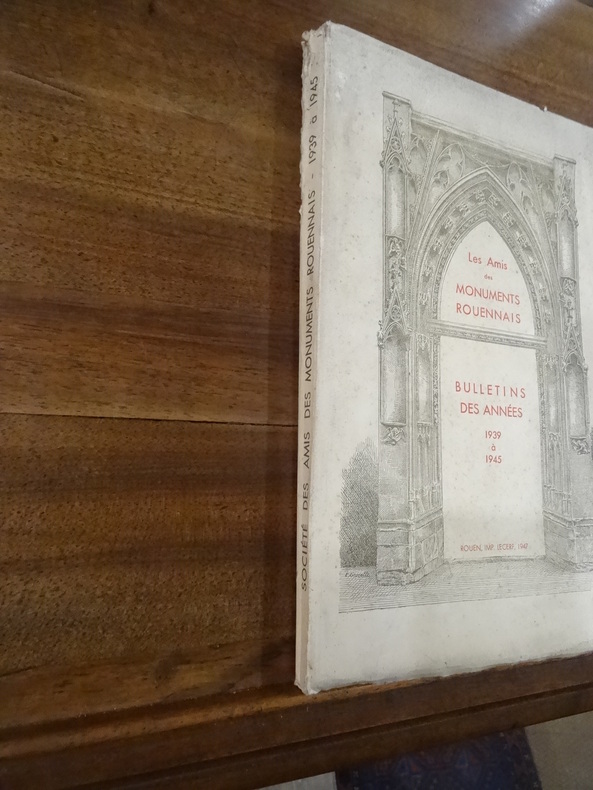 SOCIÉTÉ DES AMIS DES MONUMENTS ROUENNAIS - 1939 à 1945
Les Amis
des
MONUMENTS
ROUENNAIS
BULLETINS
DES ANNÉES
1939
à
1945
ROUEN, IMP. LECERF, 1947